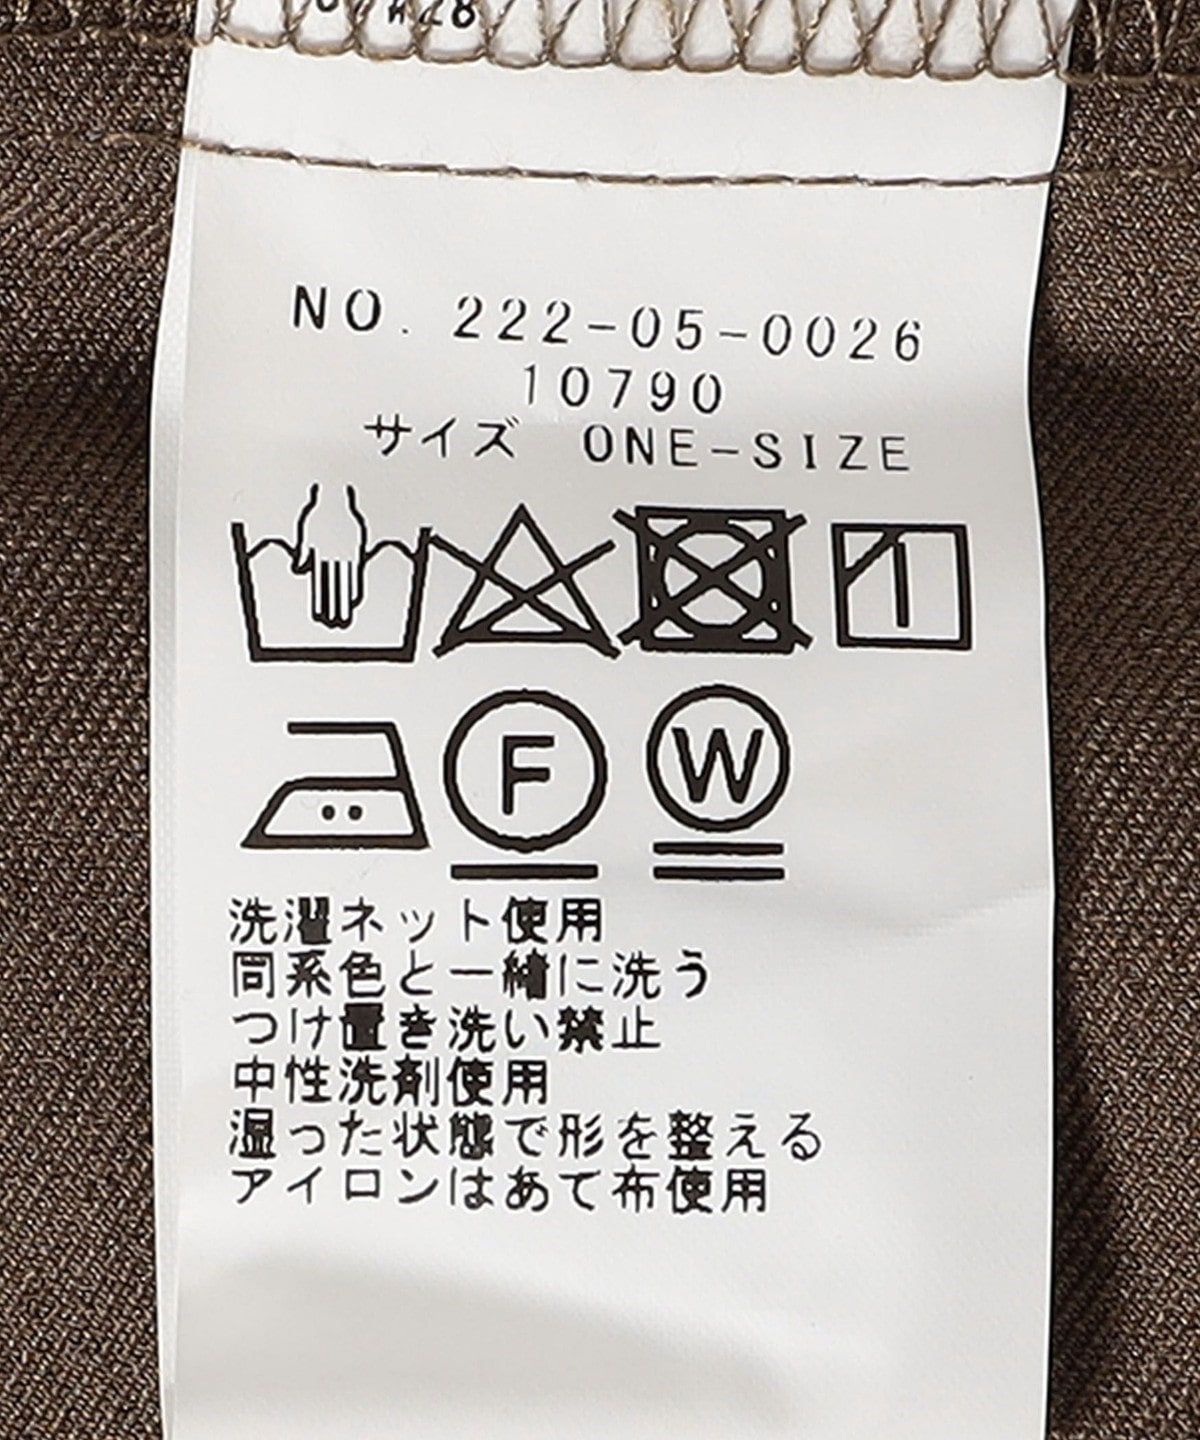 NO. 222-05-0026
10790
サイズ ONE-SIZE
F W
洗濯ネット使用
同系色と一緒に洗う
つけ置き洗い禁止
中性洗剤使用
湿った状態で形を整える
アイロンはあて布使用